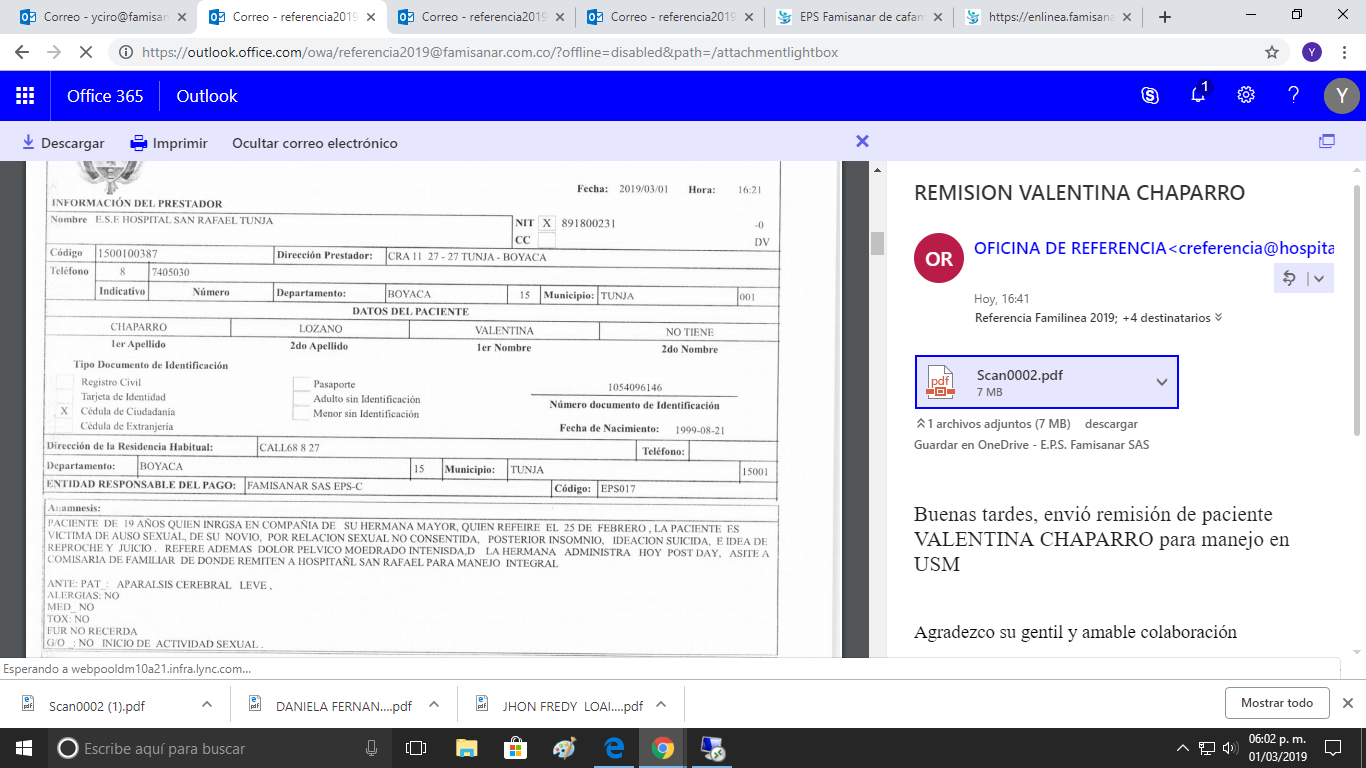 Correo - yciro@famisan
Correo - referencia2019
Correo - referencia2019
Correo - referencia2019
EPS Famisanar de cafam
https://enlinea.famisana
https://outlook.office.com/owa/referencia2019@famisanar.com.co/?offline=disabled&path=/attachmentlightbox
Y
Office 365 Outlook
1
Y
Descargar Imprimir Ocultar correo electrónico
Fecha: 2019/03/01 Hora: 16:21
INFORMACIÓN DEL PRESTADOR
Nombre E.S.E HOSPITAL SAN RAFAEL TUNJA
NIT X 891800231 -0
CC DV
Código 1500100387 Dirección Prestador: CRA 11 27 - 27 TUNJA - BOYACA
Teléfono 8 7405030
Indicativo Número Departamento: BOYACA 15 Municipio: TUNJA 001
DATOS DEL PACIENTE
CHAPARRO LOZANO VALENTINA NO TIENE
1er Apellido 2do Apellido 1er Nombre 2do Nombre
Tipo Documento de Identificación
Registro Civil Pasaporte 1054096146
Tarjeta de Identidad Adulto sin Identificación Número documento de Identificación
X Cédula de Ciudadanía Menor sin Identificación
Cédula de Extranjería Fecha de Nacimiento: 1999-08-21
Dirección de la Residencia Habitual: CALL68 8 27 Teléfono:
Departamento: BOYACA 15 Municipio: TUNJA 15001
ENTIDAD RESPONSABLE DEL PAGO: FAMISANAR SAS EPS-C Código: EPS017
Anamnesis:
PACIENTE DE 19 AÑOS QUIEN INRGSA EN COMPAÑIA DE SU HERMANA MAYOR, QUIEN REFEIRE EL 25 DE FEBRERO , LA PACIENTE ES
VICTIMA DE AUSO SEXUAL, DE SU NOVIO, POR RELACION SEXUAL NO CONSENTIDA, POSTERIOR INSOMNIO, IDEACION SUICIDA, E IDEA DE
REPROCHE Y JUICIO . REFERE ADEMAS DOLOR PELVICO MOEDRADO INTENISDA,D LA HERMANA ADMINISTRA HOY POST DAY, ASITE A
COMISARIA DE FAMILIAR DE DONDE REMITEN A HOSPITAÑL SAN RAFAEL PARA MANEJO INTEGRAL
ANTE: PAT_: APARALSIS CEREBRAL LEVE ,
ALERGIAS: NO
MED_ NO
TOX: NO
FUR NO RECERDA
G/O _: NO INICIO DE ACTIVIDAD SEXUAL .
REMISION VALENTINA CHAPARRO
OR
OFICINA DE REFERENCIA<creferencia@hospita
Hoy, 16:41
Referencia Familinea 2019; +4 destinatarios
pdf
Scan0002.pdf
7 MB
1 archivos adjuntos (7 MB) descargar
Guardar en OneDrive - E.P.S. Famisanar SAS
Buenas tardes, envió remisión de paciente
VALENTINA CHAPARRO para manejo en
USM
Agradezco su gentil y amable colaboración
Esperando a webpooldm10a21.infra.lync.com...
Scan0002 (1).pdf
DANIELA FERNAN....pdf
JHON FREDY LOAI....pdf
Mostrar todo
Escribe aquí para buscar
06:02 p. m.
01/03/2019